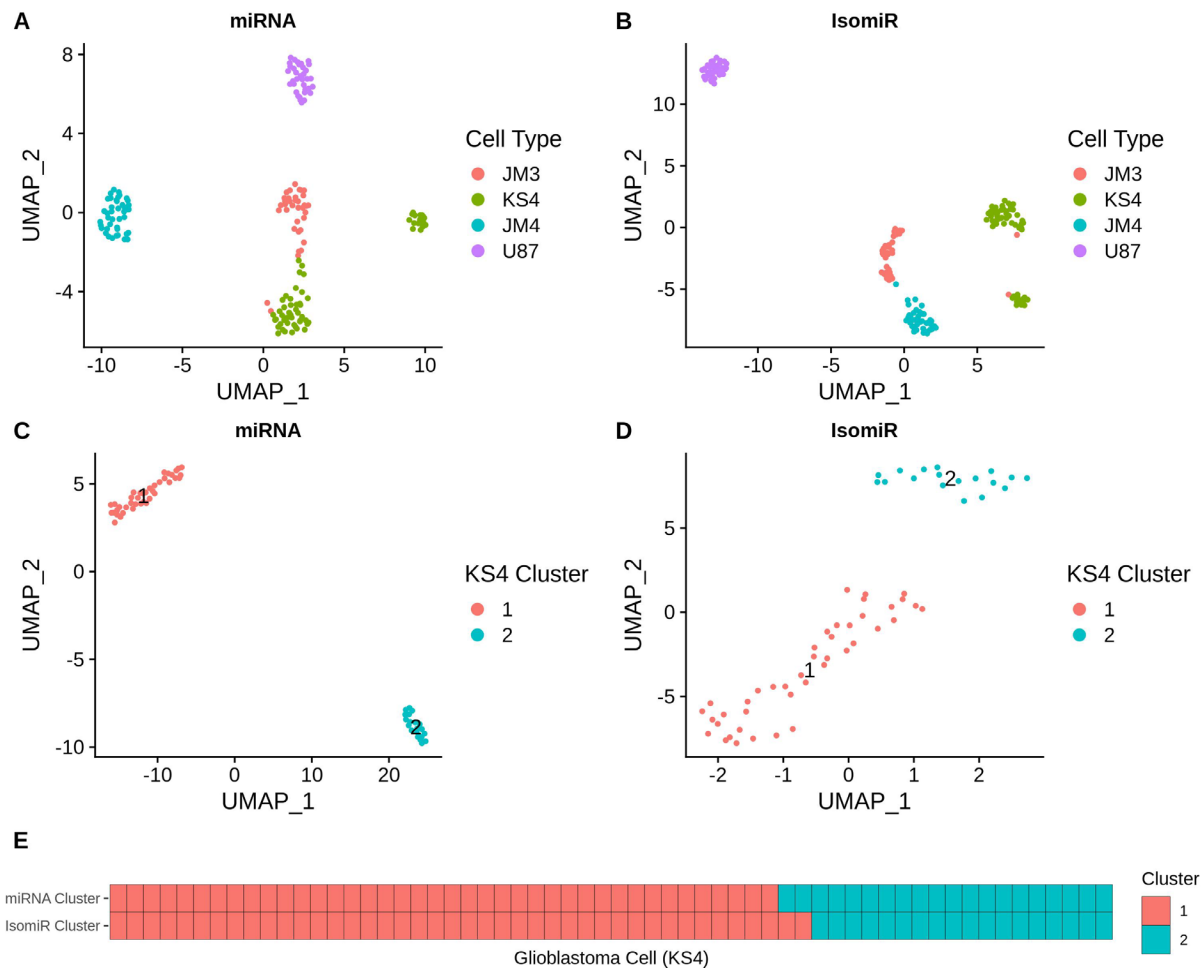 A
miRNA
8
4
0
-4
-10
-5
0
5
10
UMAP_1
UMAP_2
Cell Type
JM3
KS4
JM4
U87
B
IsomiR
10
5
0
-5
-10
-5
0
5
UMAP_1
UMAP_2
Cell Type
JM3
KS4
JM4
U87
C
miRNA
5
0
-5
-10
-10
0
10
20
UMAP_1
UMAP_2
1
2
KS4 Cluster
1
2
D
IsomiR
5
0
-5
-2
-1
0
1
2
UMAP_1
UMAP_2
2
1
KS4 Cluster
1
2
E
miRNA Cluster
IsomiR Cluster
Glioblastoma Cell (KS4)
Cluster
1
2